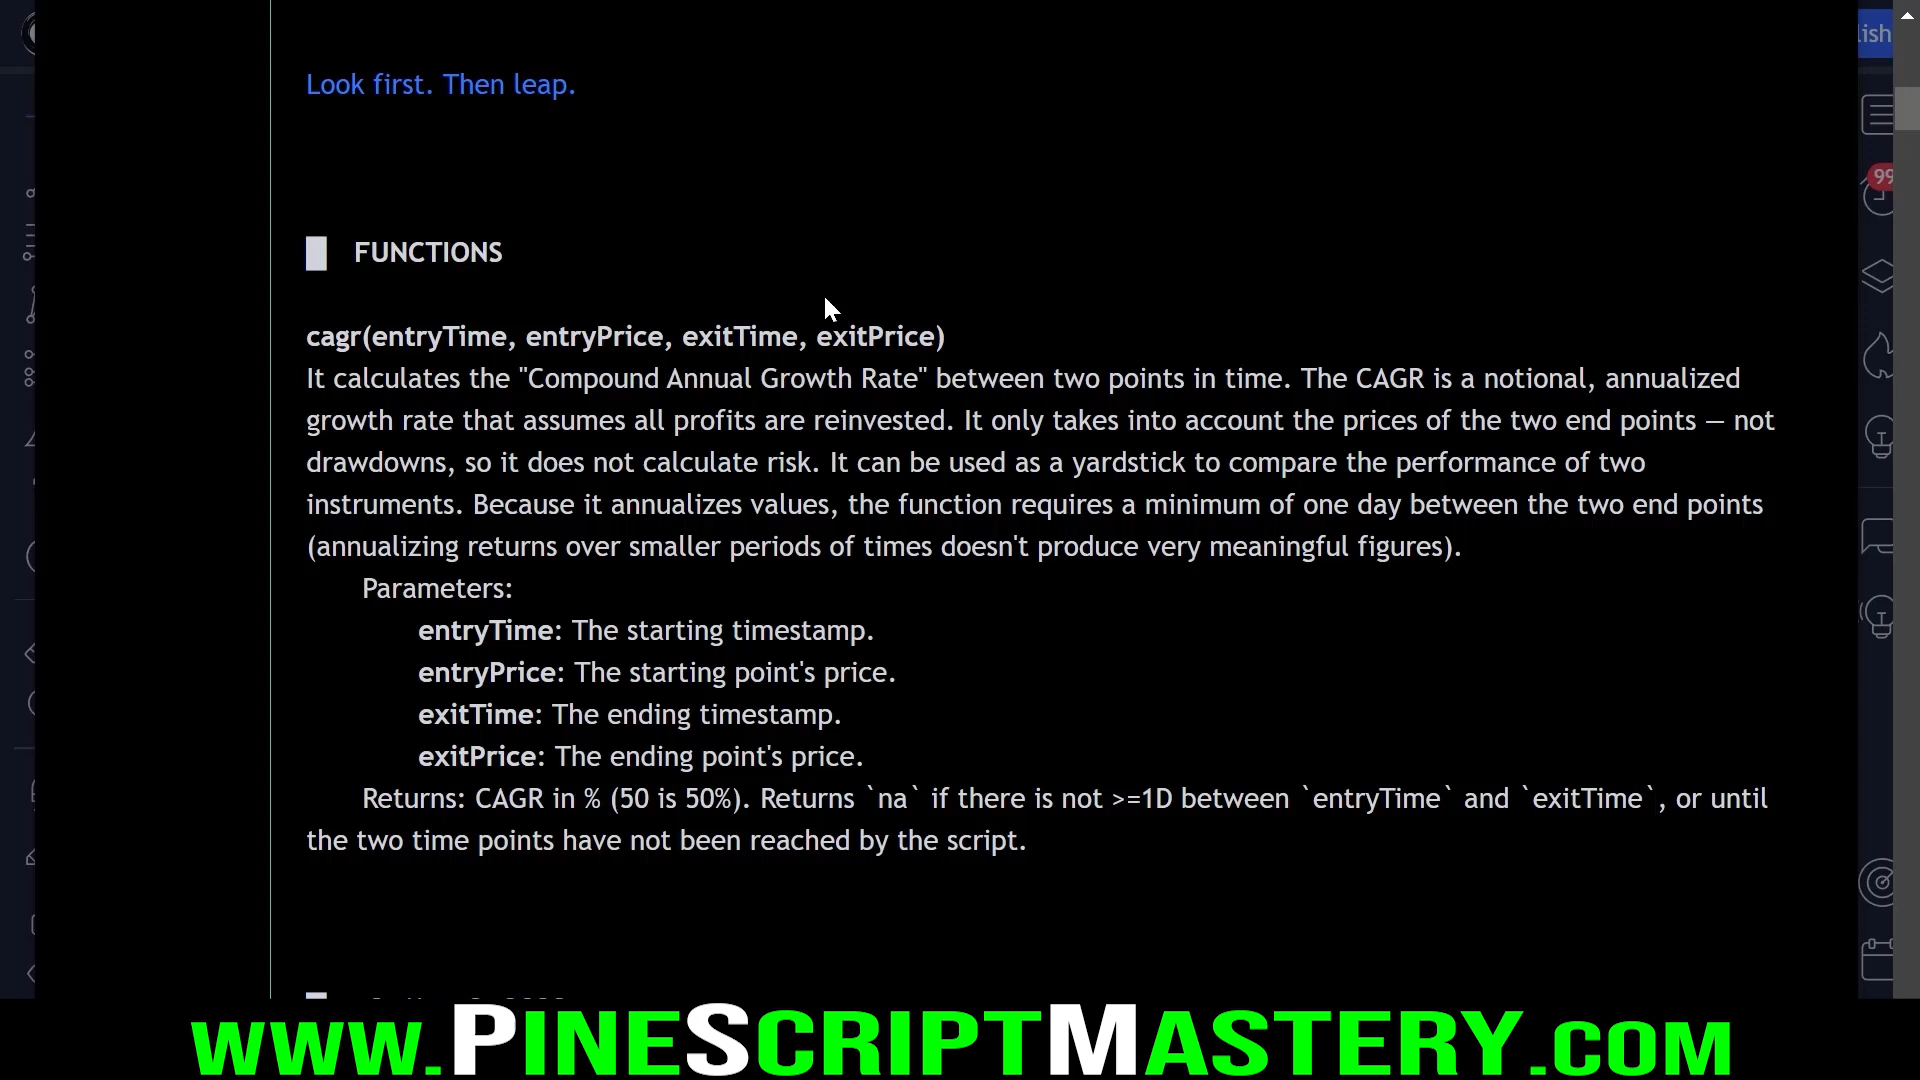 lish
Look first. Then leap.
99
FUNCTIONS
cagr(entryTime, entryPrice, exitTime, exitPrice)
It calculates the "Compound Annual Growth Rate" between two points in time. The CAGR is a notional, annualized
growth rate that assumes all profits are reinvested. It only takes into account the prices of the two end points — not
drawdowns, so it does not calculate risk. It can be used as a yardstick to compare the performance of two
instruments. Because it annualizes values, the function requires a minimum of one day between the two end points
(annualizing returns over smaller periods of times doesn't produce very meaningful figures).
Parameters:
entryTime: The starting timestamp.
entryPrice: The starting point's price.
exitTime: The ending timestamp.
exitPrice: The ending point's price.
Returns: CAGR in % (50 is 50%). Returns `na` if there is not >=1D between `entryTime` and `exitTime`, or until
the two time points have not been reached by the script.
www.PineScriptMastery.com